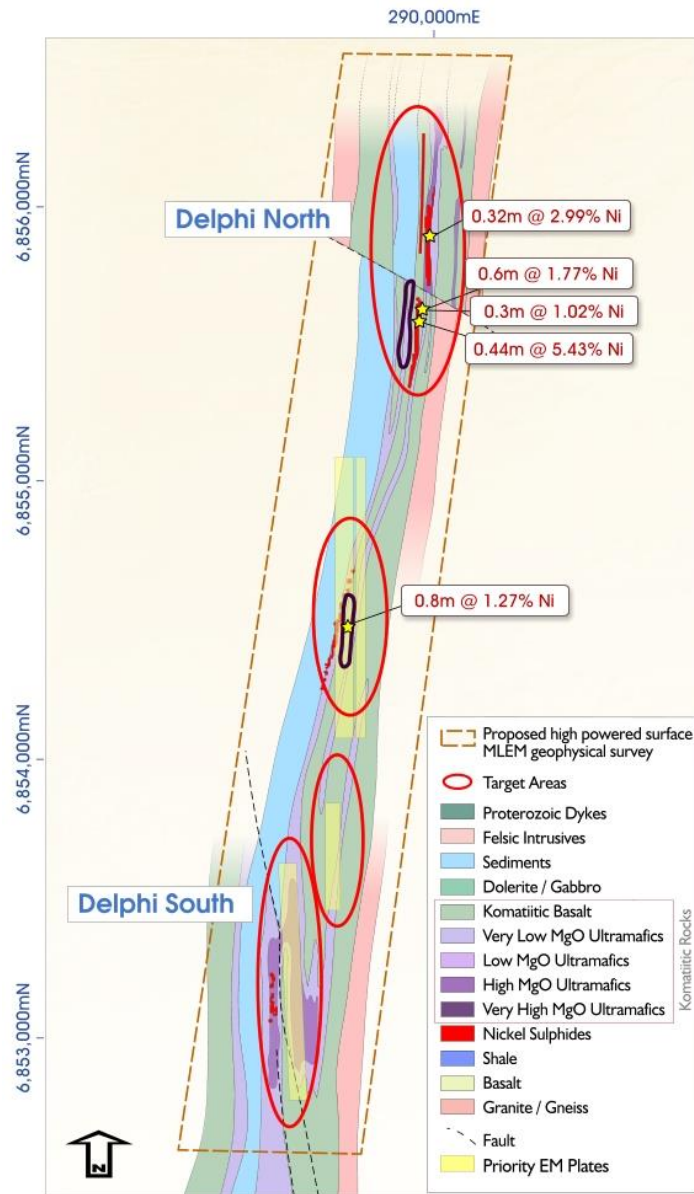 290,000mE
6,856,000mN
Delphi North
0.32m @ 2.99% Ni
0.6m @ 1.77% Ni
0.3m @ 1.02% Ni
0.44m @ 5.43% Ni
6,855,000mN
0.8m @ 1.27% Ni
6,854,000mN
Delphi South
6,853,000mN
N
Proposed high powered surface
MLEM geophysical survey
Target Areas
Proterozoic Dykes
Felsic Intrusives
Sediments
Dolerite / Gabbro
Komatiitic Basalt
Very Low MgO Ultramafics
Low MgO Ultramafics
High MgO Ultramafics
Very High MgO Ultramafics
Komatiitic Rocks
Nickel Sulphides
Shale
Basalt
Granite / Gneiss
Fault
Priority EM Plates